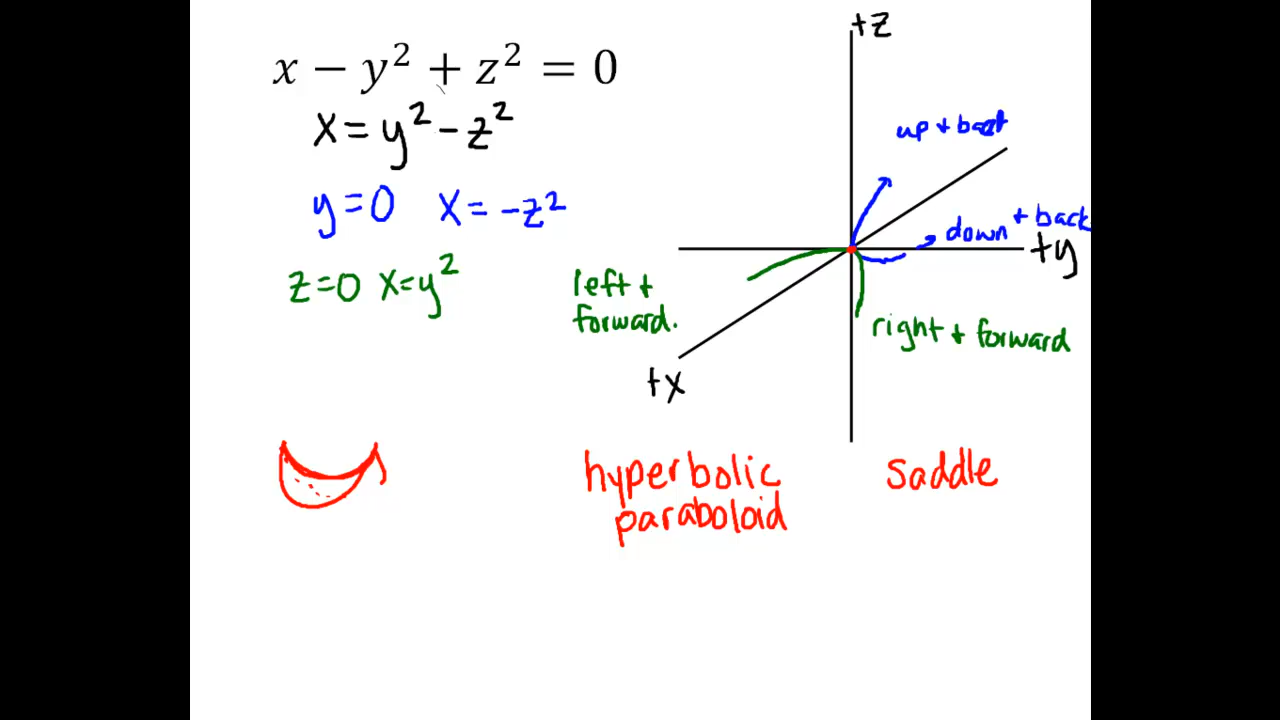 x − y² + z² = 0
x = y² - z²
y = 0 x = -z²
z = 0 x = y²
+z
up + back
down + back
+y
left +
forward.
right + forward
+x
hyperbolic
paraboloid
saddle